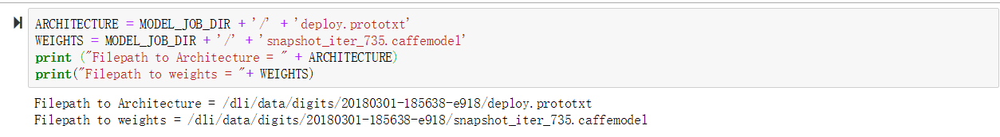 ARCHITECTURE = MODEL_JOB_DIR + '/' + 'deploy.prototxt'
WEIGHTS = MODEL_JOB_DIR + '/' + 'snapshot_iter_735.caffemodel'
print ("Filepath to Architecture = " + ARCHITECTURE)
print("Filepath to weights = "+ WEIGHTS)
Filepath to Architecture = /dli/data/digits/20180301-185638-e918/deploy.prototxt
Filepath to weights = /dli/data/digits/20180301-185638-e918/snapshot_iter_735.caffemodel